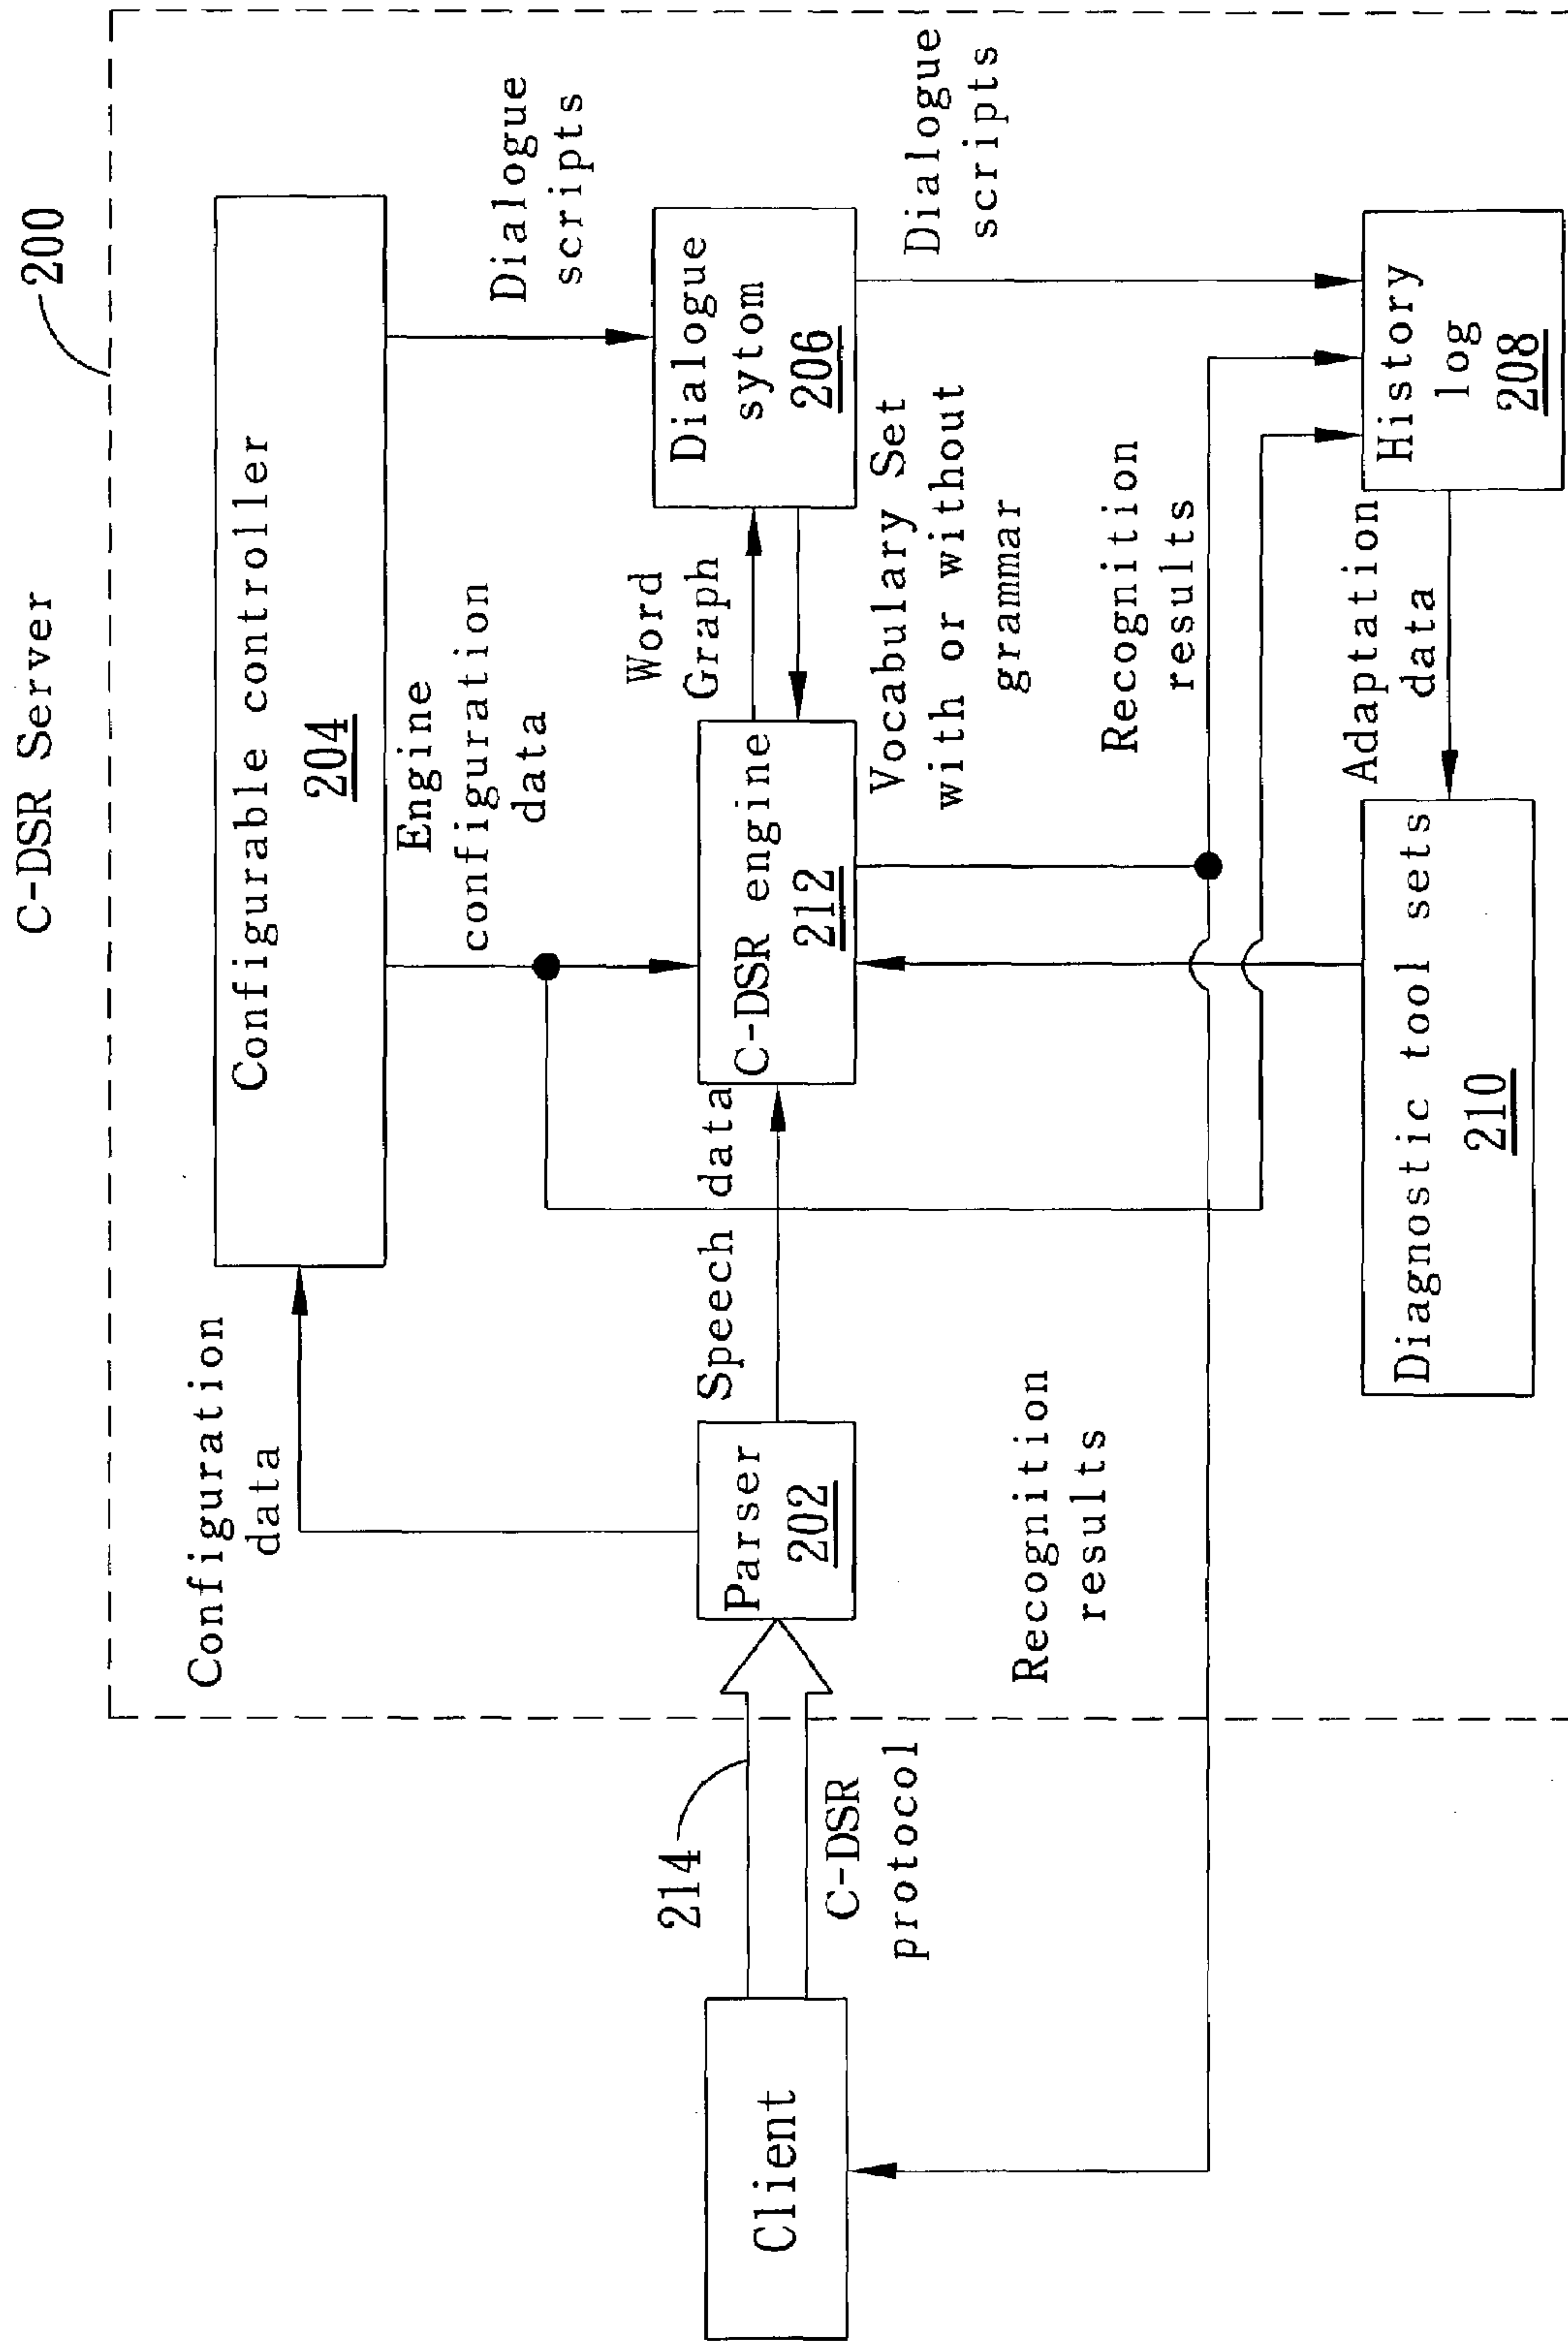 C-DSR Server
200
Configurable controller
204
Configuration
data
Engine
configuration
data
Dialogue
scripts
Client
214
C-DSR
protocol
Parser
202
Speech data
C-DSR engine
212
Word
Graph
Vocabulary Set
with or without
grammar
Dialogue
sytom
206
Dialogue
scripts
Recognition
results
Recognition
results
Diagnostic tool sets
210
Adaptation
data
History
log
208